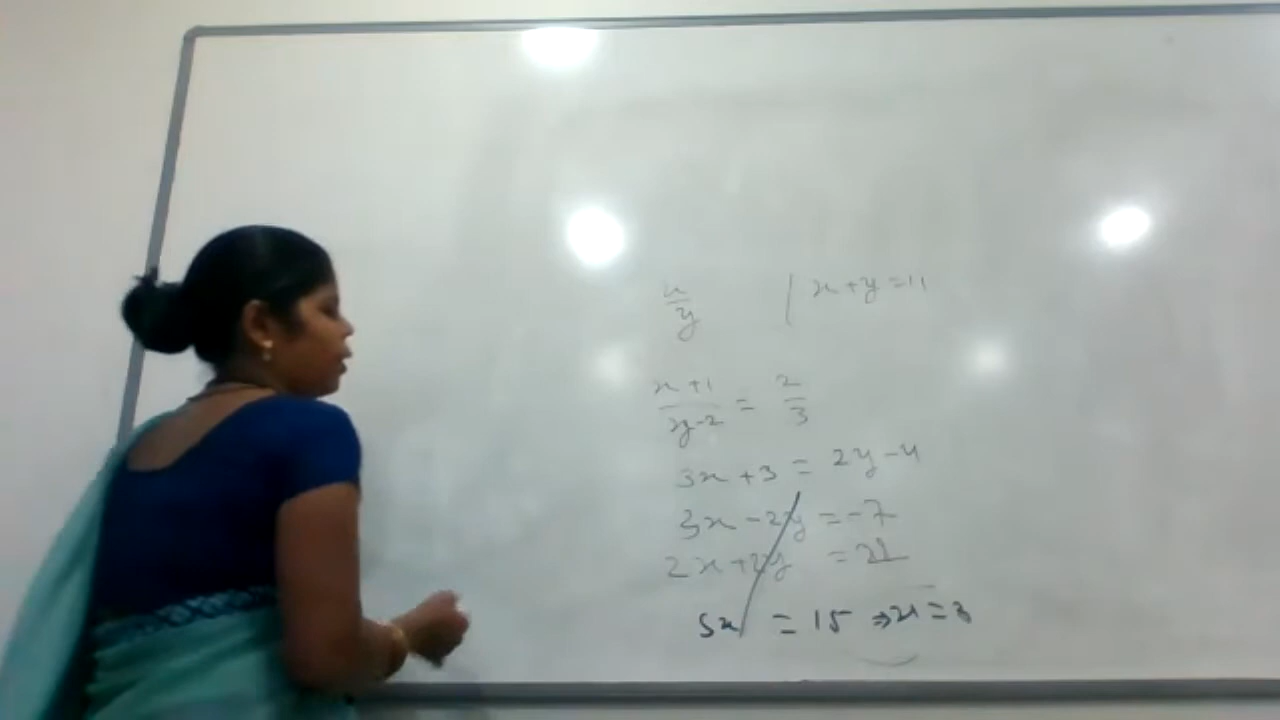 x/y | x+y=11
x+1/y-2 = 2/3
3x+3 = 2y-4
3x-2y = -7
2x+2y = 22
5x = 15 ⇒ x=3